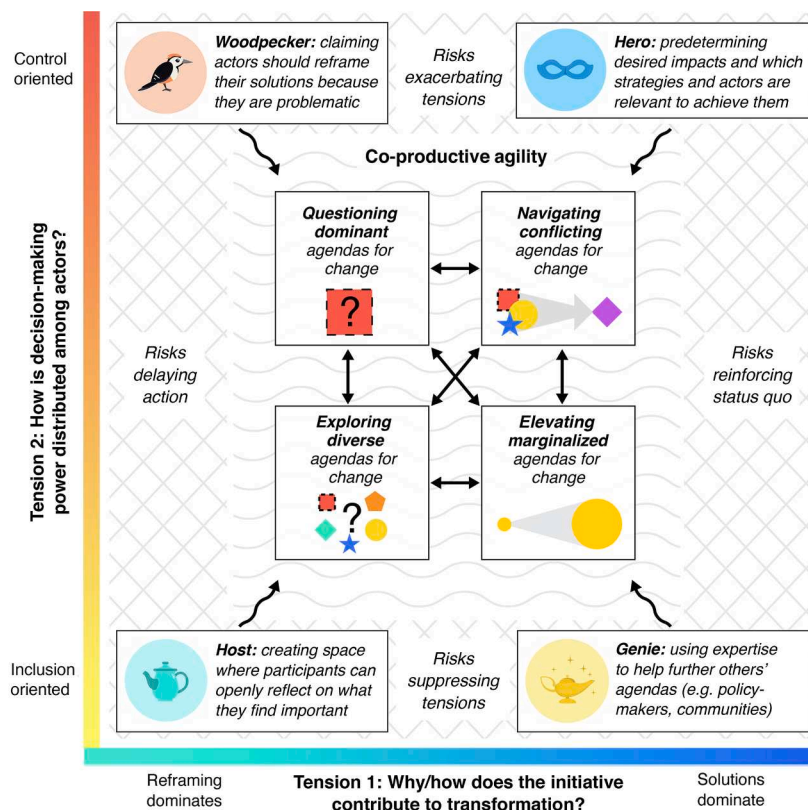 Control
oriented
Woodpecker: claiming
actors should reframe
their solutions because
they are problematic
Risks
exacerbating
tensions
Hero: predetermining
desired impacts and which
strategies and actors are
relevant to achieve them
Co-productive agility
Questioning
dominant
agendas for
change
?
Navigating
conflicting
agendas for
change
Tension 2: How is decision-making
power distributed among actors?
Risks
delaying
action
Risks
reinforcing
status quo
Exploring
diverse
agendas for
change
?
Elevating
marginalized
agendas for
change
Inclusion
oriented
Host: creating space
where participants can
openly reflect on what
they find important
Risks
suppressing
tensions
Genie: using expertise
to help further others’
agendas (e.g. policy-
makers, communities)
Reframing
dominates
Tension 1: Why/how does the initiative
contribute to transformation?
Solutions
dominate